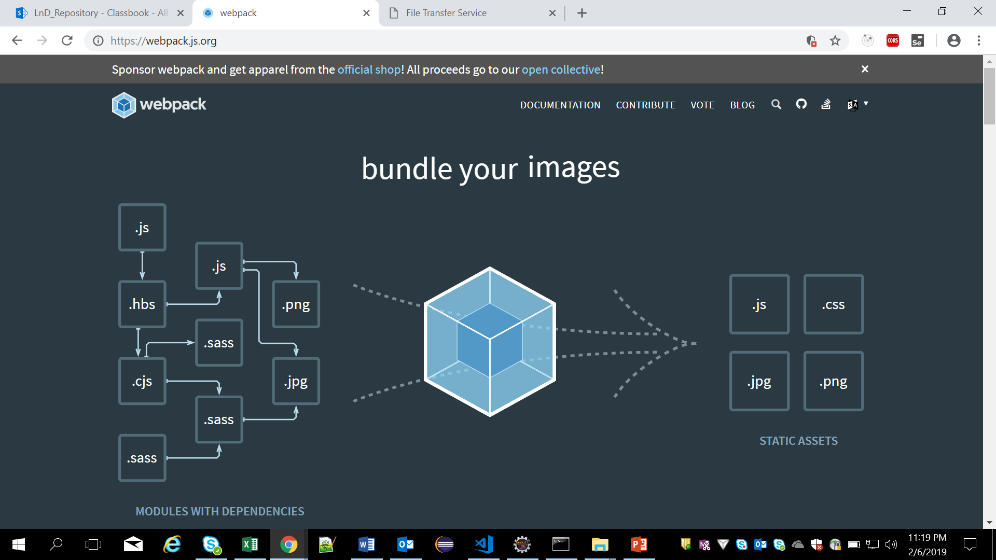 LnD_Repository - Classbook - All
webpack
File Transfer Service
https://webpack.js.org
CORS
Se
Sponsor webpack and get apparel from the official shop! All proceeds go to our open collective!
webpack
DOCUMENTATION CONTRIBUTE VOTE BLOG
bundle your images
.js
.js
.hbs
.png
.js
.css
.sass
.cjs
.jpg
.jpg
.png
.sass
STATIC ASSETS
.sass
MODULES WITH DEPENDENCIES
11:19 PM
2/6/2019